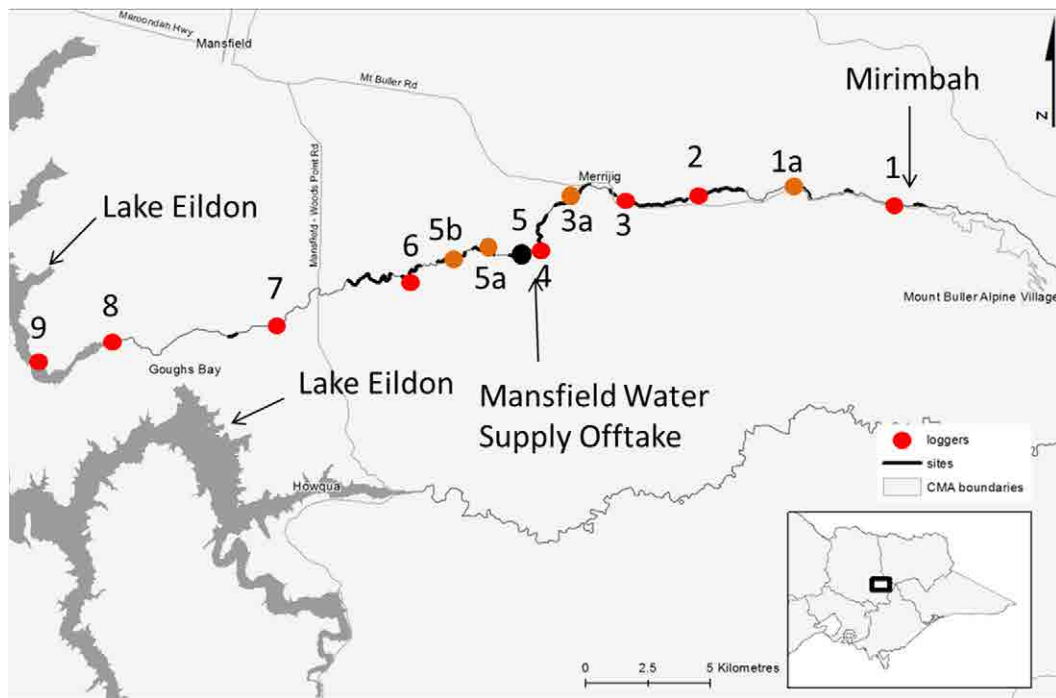 Maroondah Hwy
Mansfield
Mt Buller Rd
Mirimbah
N
Merrijig
2
1a
1
3a
3
Mansfield - Woods Point Rd
Lake Eildon
6
5b
5
5a
4
7
8
9
Mount Buller Alpine Village
Goughs Bay
Lake Eildon
Mansfield Water
Supply Offtake
Howqua
loggers
sites
CMA boundaries
0 2.5 5 Kilometres